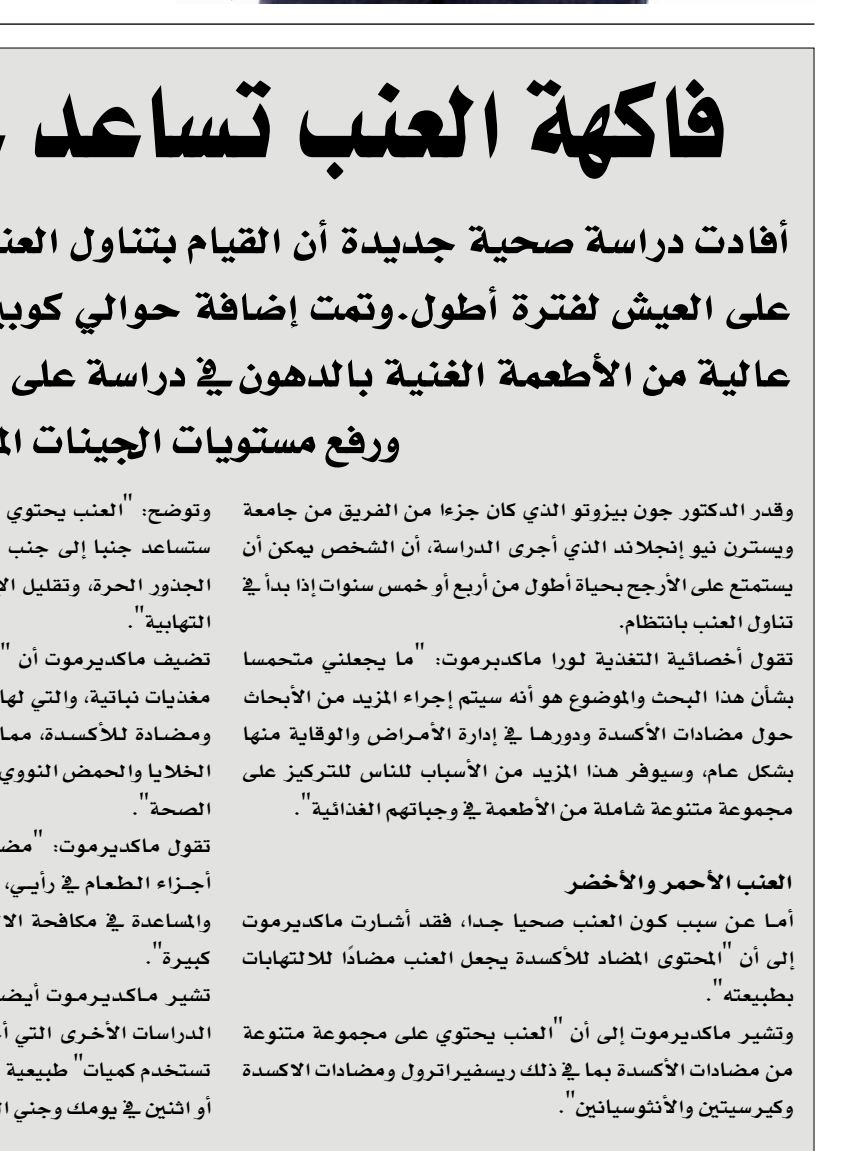 فاكهة العنب تساعد
أفادت دراسة صحية جديدة أن القيام بتناول
على العيش لفترة أطول.وتمت إضافة حوالي
عالية من الأطعمة الغنية بالدهون في دراسة على
ورفع مستويات الجينات
وقدر الدكتور جون بيزوتو الذي كان جزءا من الفريق من جامعة
ويسترن نيو إنجلاند الذي أجرى الدراسة، أن الشخص يمكن أن
يستمتع على الأرجح بحياة أطول من أربع أو خمس سنوات إذا بدأ في
تناول العنب بانتظام.
تقول أخصائية التغذية لورا ماكدبرموت: "ما يجعلني متحمسا
بشأن هذا البحث والموضوع هو أنه سيتم إجراء المزيد من الأبحاث
حول مضادات الأكسدة ودورها في إدارة الأمراض والوقاية منها
بشكل عام، وسيوفر هذا المزيد من الأسباب للناس للتركيز على
مجموعة متنوعة شاملة من الأطعمة في وجباتهم الغذائية".
العنب الأحمر والأخضر
أما عن سبب كون العنب صحيا جدا، فقد أشارت ماكديرموت
إلى أن "المحتوى المضاد للأكسدة يجعل العنب مضادًا للالتهابات
بطبيعته".
وتشير ماكديرموت إلى أن "العنب يحتوي على مجموعة متنوعة
من مضادات الأكسدة بما في ذلك ريسفيراترول ومضادات الاكسدة
وكيرسيتين والأنثوسيانين".
وتوضح: "العنب يحتوي
ستساعد جنبا إلى جنب
الجذور الحرة، وتقليل
التهابية".
تضيف ماكديرموت أن "
مغذيات نباتية، والتي لها
ومضادة للأكسدة، مما
الخلايا والحمض النووي
الصحة".
تقول ماكديرموت:
أجزاء الطعام في رأيي،
والمساعدة في مكافحة
كبيرة".
تشير ماكديرموت
الدراسات الأخرى التي
تستخدم كميات" طبيعية
أو اثنين في يومك وجني